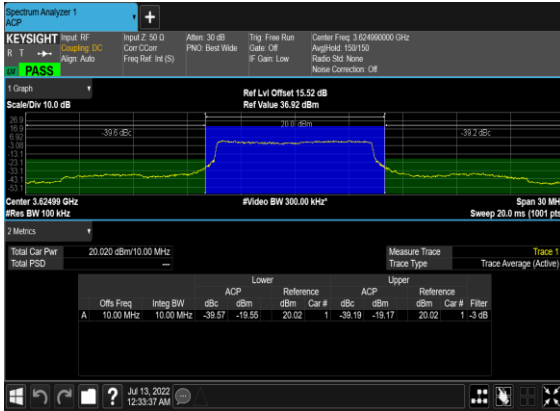 Spectrum Analyzer 1
ACP
KEYSIGHT
R T
LNI PASS
Input: RF
Coupling: DC
Align: Auto
Input Z: 50 Ω
Corr CCorr
Freq Ref: Int (S)
Atten: 30 dB
PNO: Best Wide
Trig: Free Run
Gate: Off
IF Gain: Low
Center Freq: 3.624990000 GHz
Avg|Hold: 150/150
Radio Std: None
Noise Correction: Off
1 Graph
Scale/Div 10.0 dB
Ref Lvl Offset 15.52 dB
Ref Value 36.92 dBm
26.9
16.9
6.92
-3.08
-13.1
-23.1
-33.1
-43.1
-53.1
-39.6 dBc
20.0 dBm
-39.2 dBc
Center 3.62499 GHz
#Res BW 100 kHz
#Video BW 300.00 kHz*
Span 30 MH
Sweep 20.0 ms (1001 pts
2 Metrics
Total Car Pwr 20.020 dBm/10.00 MHz
Total PSD ---
Measure Trace Trace 1
Trace Type Trace Average (Active)
Lower Upper
ACP Reference ACP Reference
Offs Freq Integ BW dBc dBm dBm Car # dBc dBm dBm Car # Filter
A 10.00 MHz 10.00 MHz -39.57 -19.55 20.02 1 -39.19 -19.17 20.02 1 -3 dB
Jul 13, 2022
12:33:37 AM